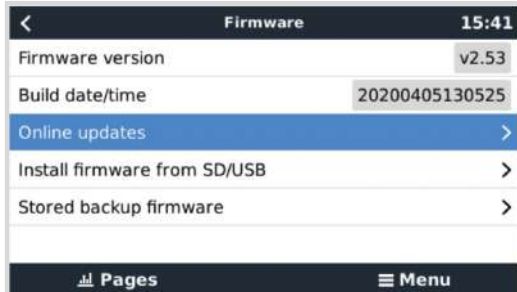 Firmware 15:41
Firmware version v2.53
Build date/time 20200405130525
Online updates
Install firmware from SD/USB
Stored backup firmware
Pages Menu